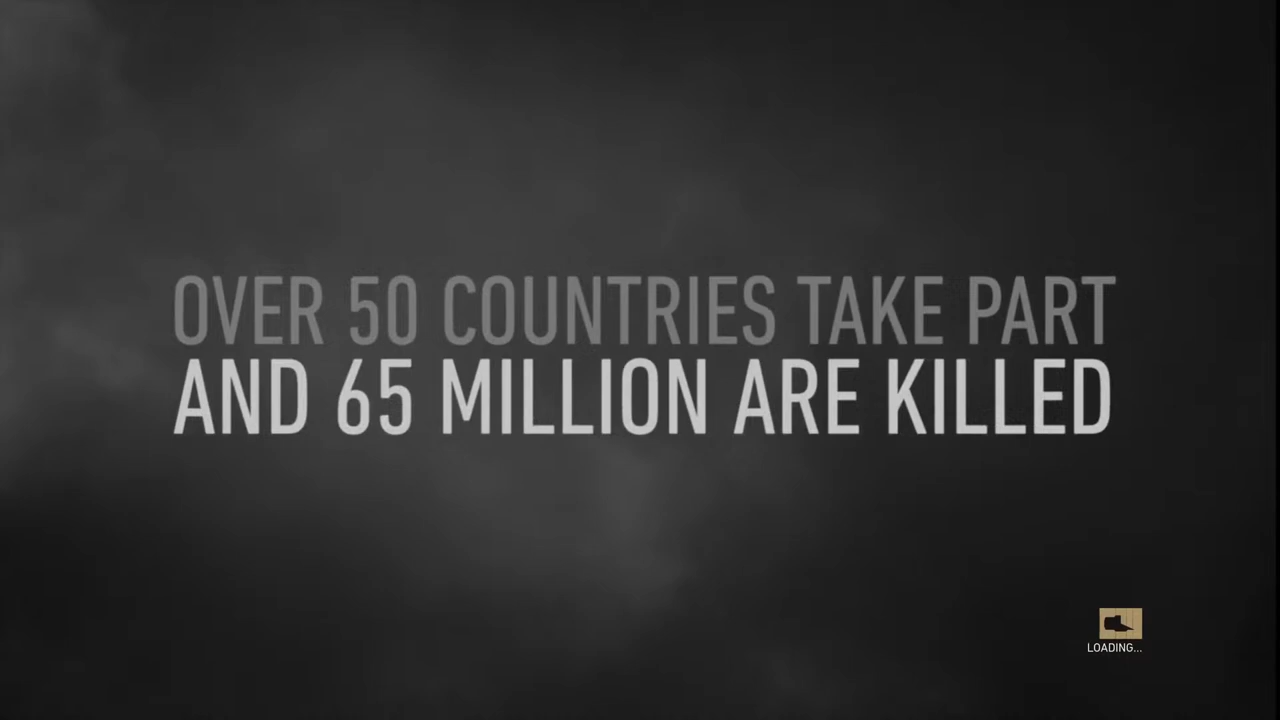 OVER 50 COUNTRIES TAKE PART
AND 65 MILLION ARE KILLED
LOADING...